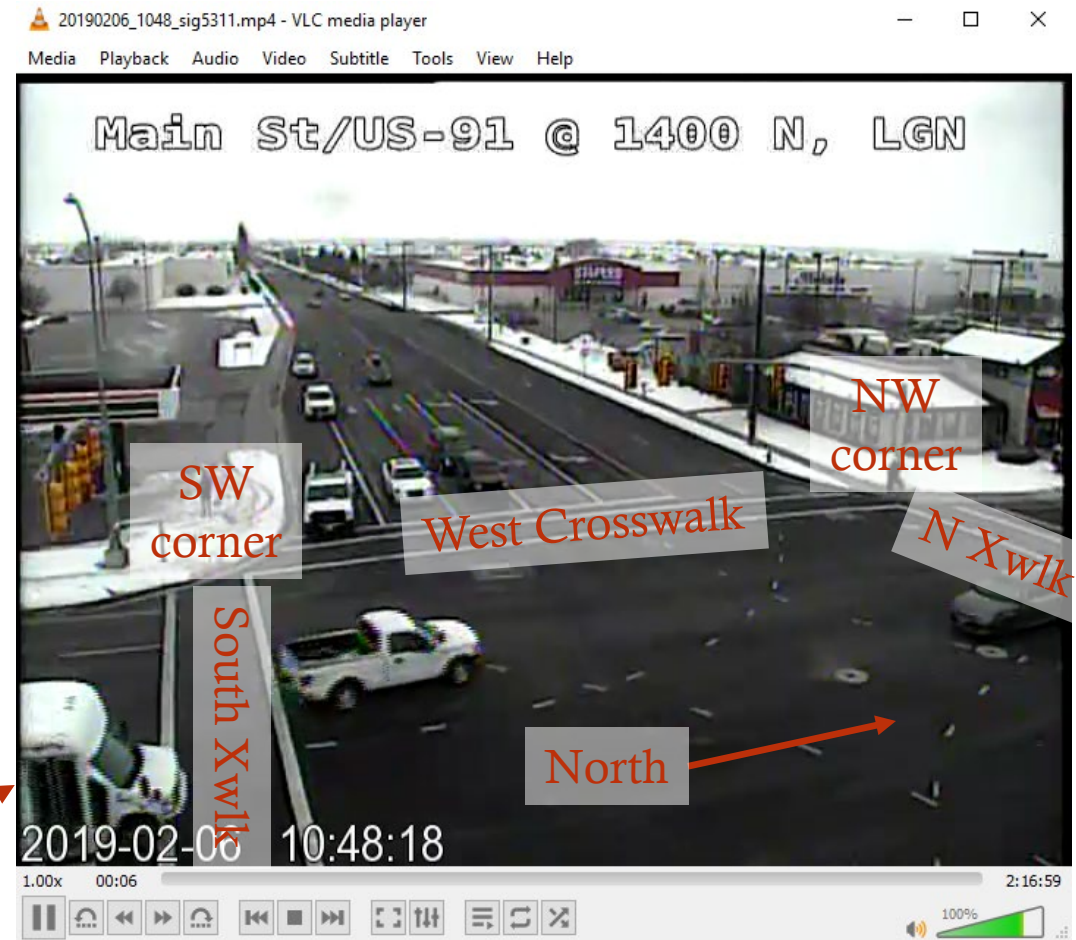 20190206_1048_sig5311.mp4 - VLC media player
Media Playback Audio Video Subtitle Tools View Help
Main St/US-91 @ 1400 N, LGN
STAPLES
NW
corner
SW
corner
West Crosswalk
N Xwlk
South Xwlk
North
2019-02-06 10:48:18
1.00x 00:06 2:16:59
100%